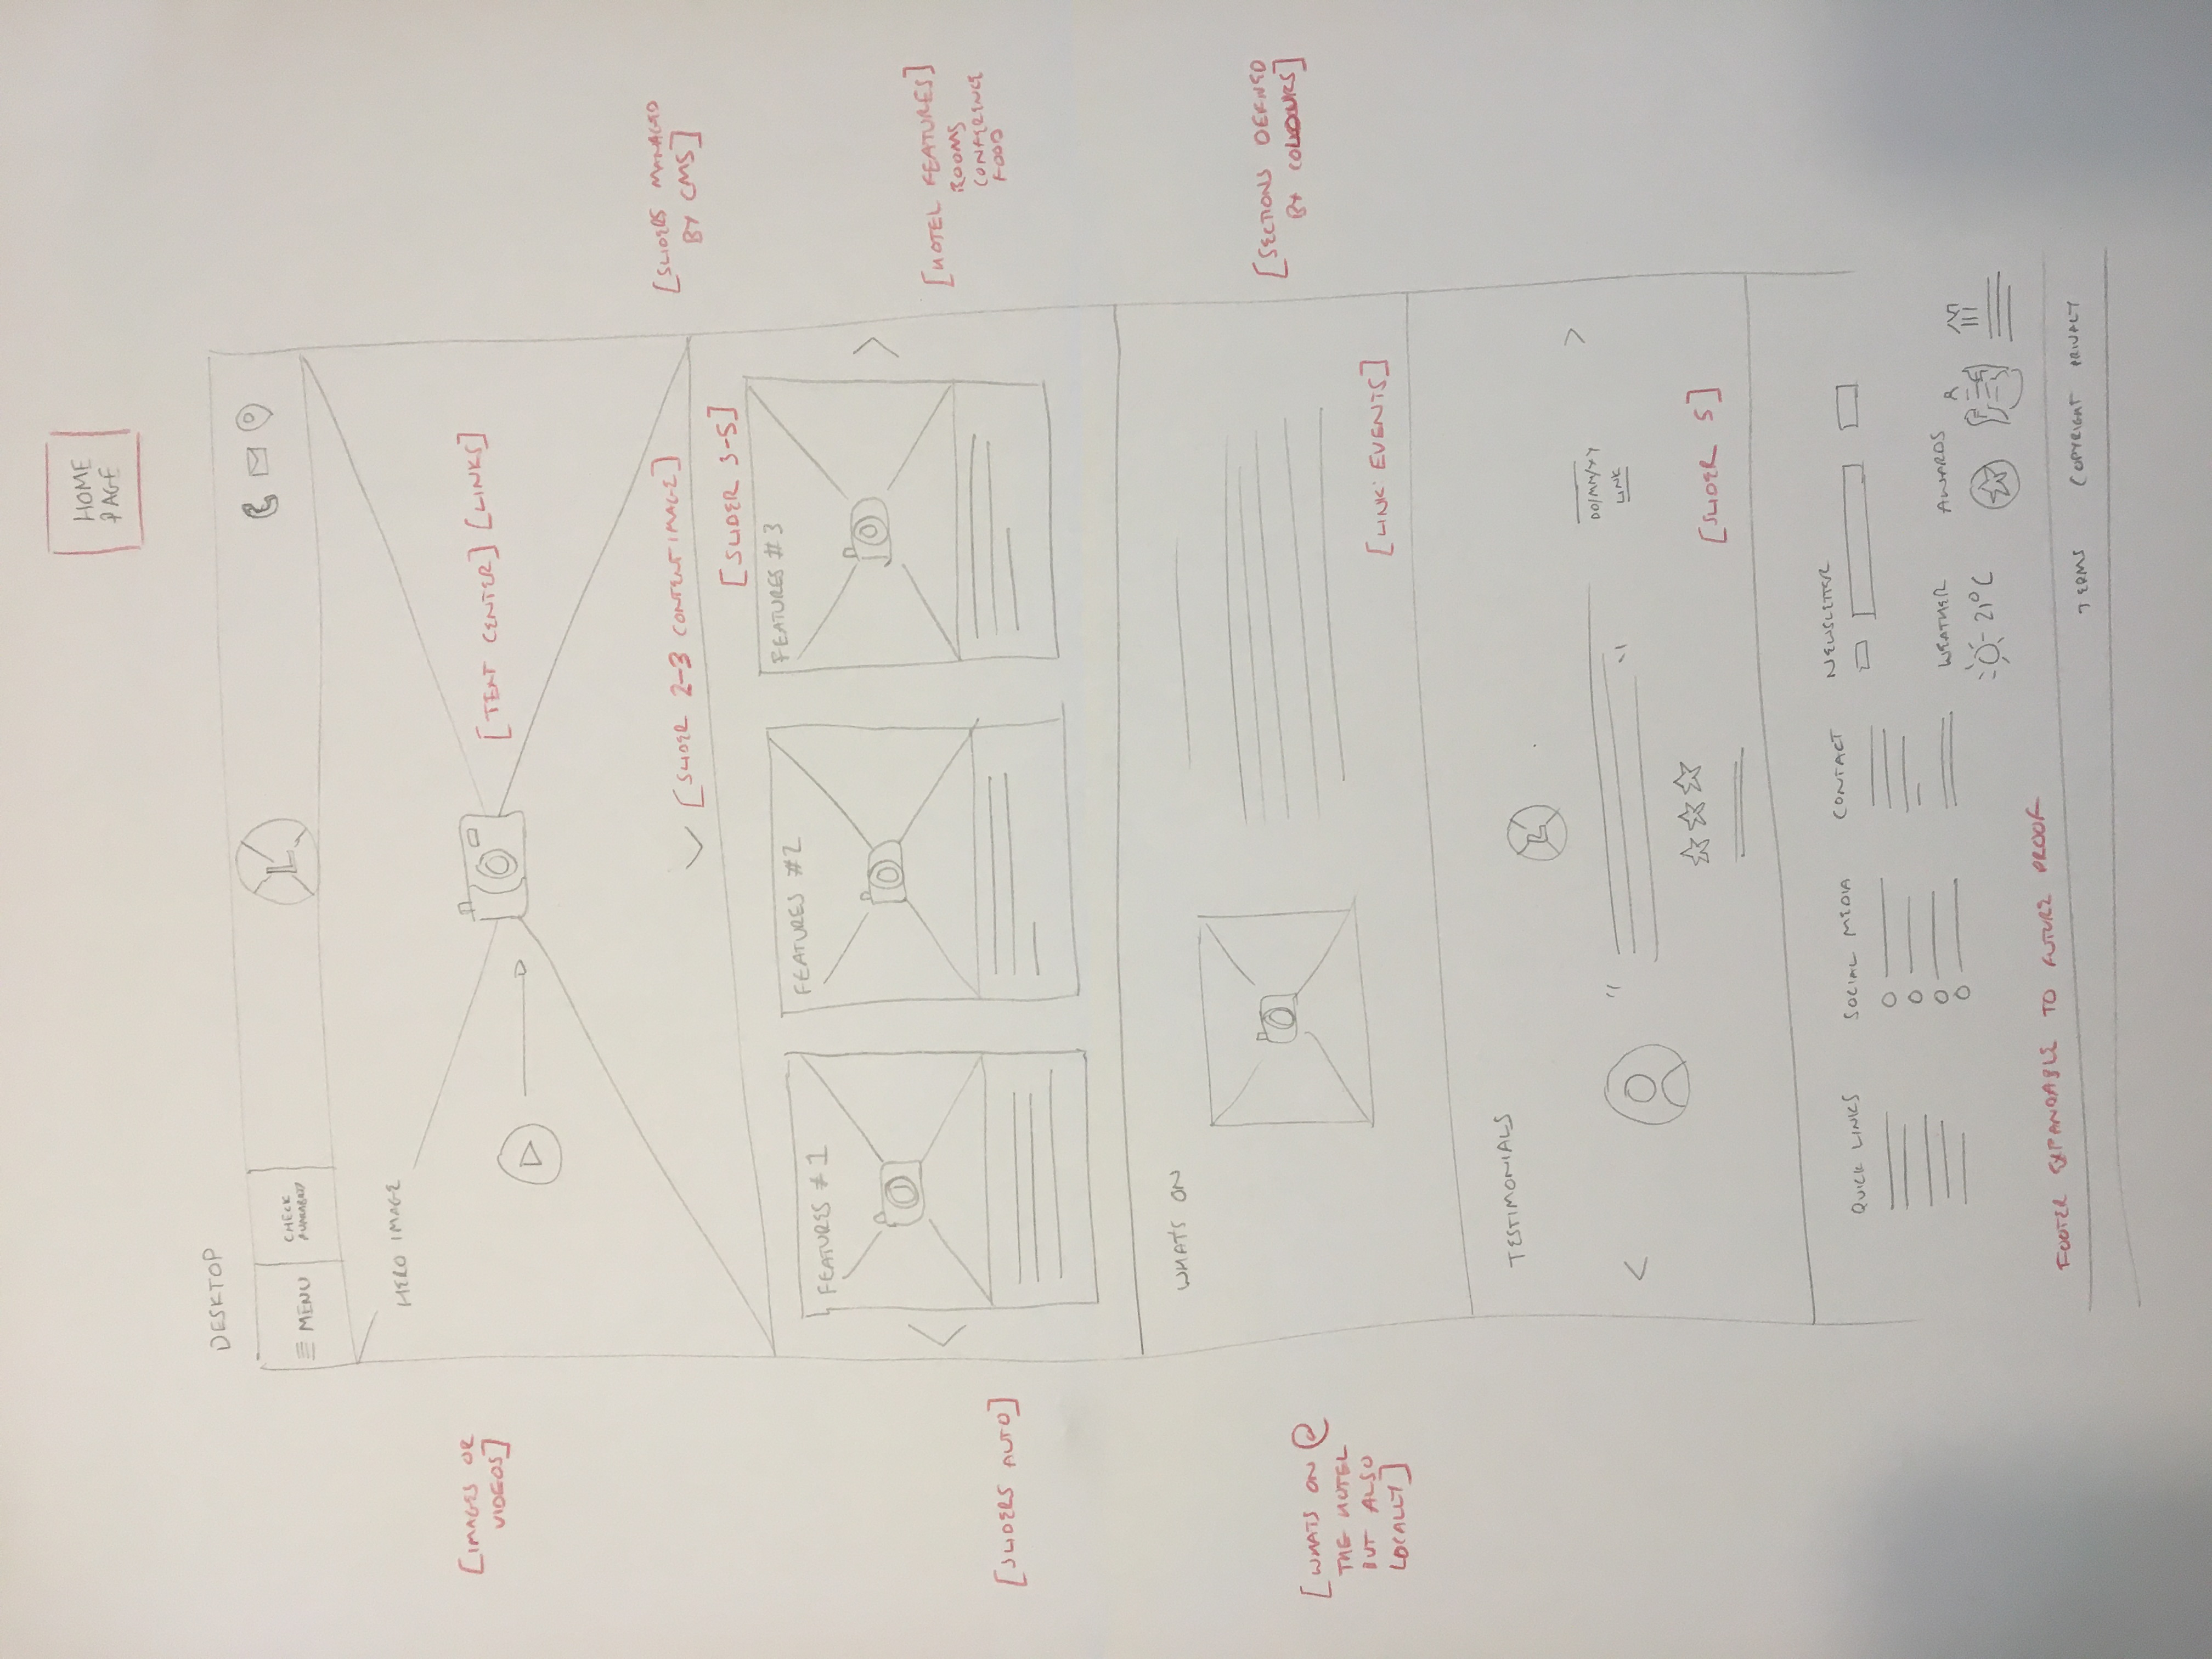 HOME
PAGE
DESKTOP
MENU
CHECK
L
HERO IMAGE
[IMAGES OR
VIDEOS]
[TEXT CENTER] [LINKS]
[SLIDER 2-3 CONTENT IMAGE]
[SLIDERS MANAGED
BY CMS]
[SLIDER 3-5]
FEATURES #1
FEATURES #2
FEATURES #3
[HOTEL FEATURES]
ROOMS
CONFERENCE
FOOD
[SLIDERS AUTO]
WHAT'S ON
[SECTIONS DEFINED
BY COLOURS]
[WHATS ON @
THE HOTEL
BUT ALSO
LOCALLY]
[LINK: EVENTS]
TESTIMONIALS
L
DD/MM/YY
LINK
[SLIDER 5]
QUICK LINKS
SOCIAL MEDIA
CONTACT
NEWSLETTER
WEATHER
21°C
AWARDS
FOOTER EXPANDABLE TO FUTURE PROOF
TERMS COPYRIGHT PRIVACY